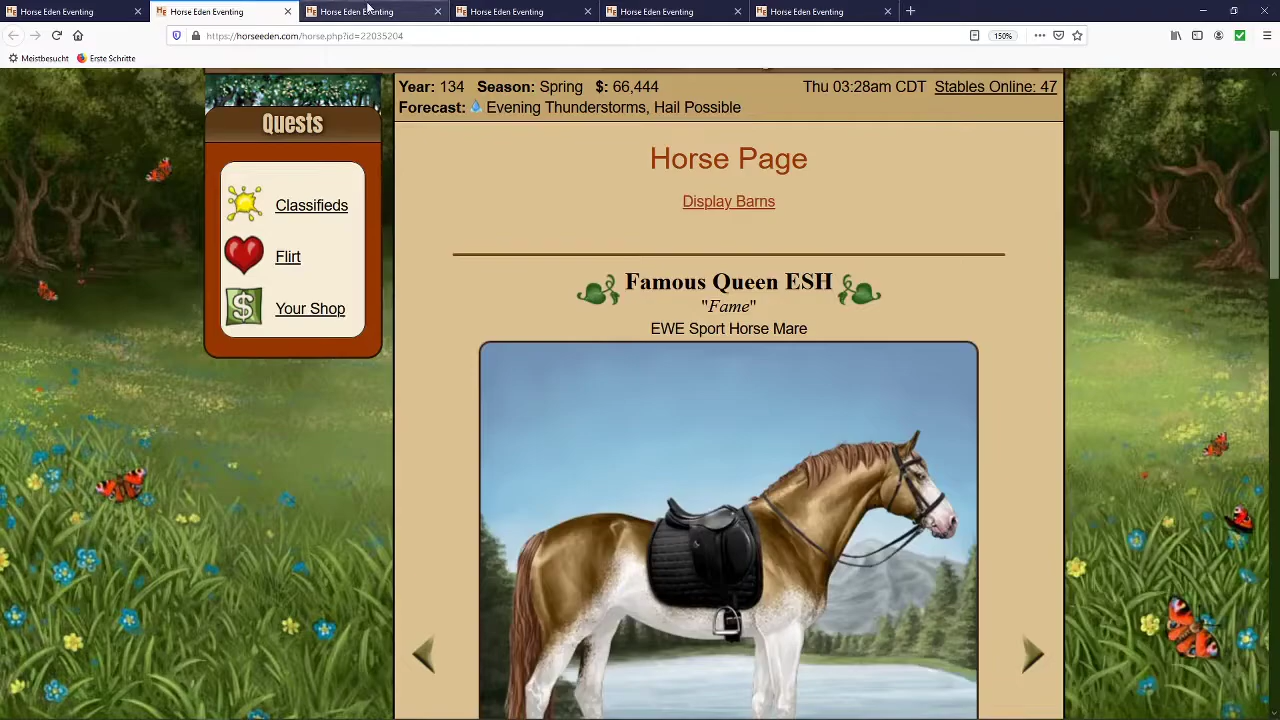 Horse Eden Eventing
Horse Eden Eventing
Horse Eden Eventing
Horse Eden Eventing
Horse Eden Eventing
Horse Eden Eventing
https://horseeden.com/horse.php?id=22035204
150%
Meistbesucht
Erste Schritte
Year: 134 Season: Spring $: 66,444
Thu 03:28am CDT Stables Online: 47
Forecast: Evening Thunderstorms, Hail Possible
Quests
Classifieds
Flirt
Your Shop
Horse Page
Display Barns
Famous Queen ESH
"Fame"
EWE Sport Horse Mare